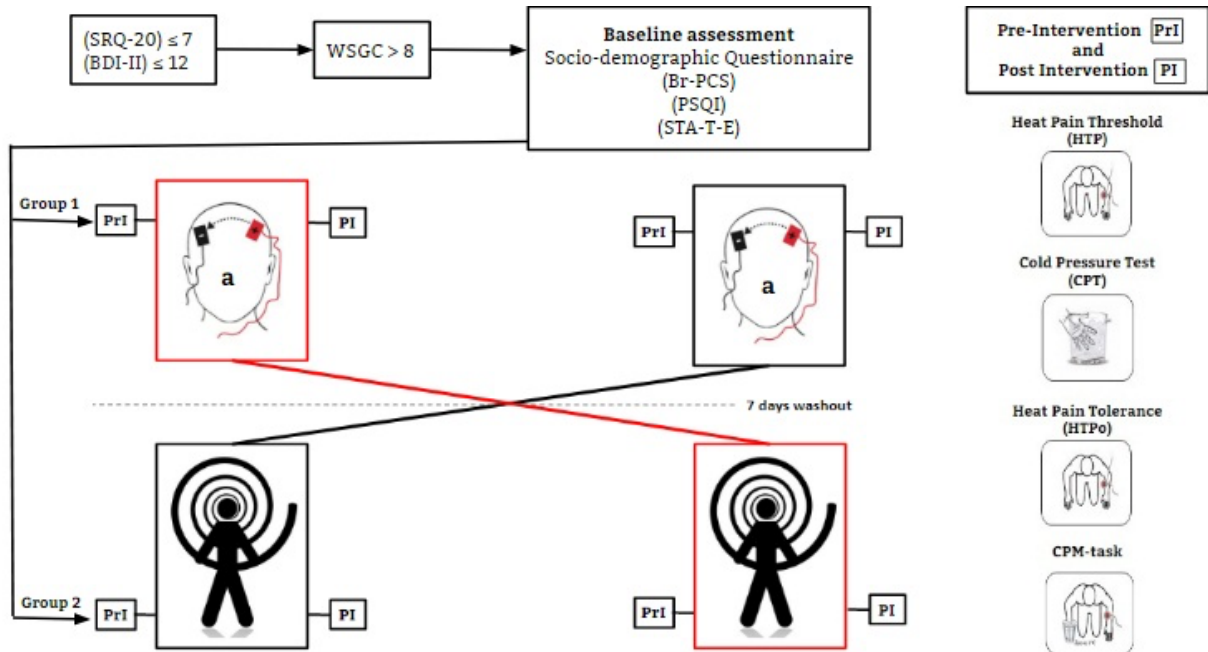 (SRQ-20) ≤ 7
(BDI-II) ≤ 12
WSGC > 8
Baseline assessment
Socio-demographic Questionnaire
(Br-PCS)
(PSQI)
(STA-T-E)
Pre-Intervention PrI
and
Post Intervention PI
Group 1
PrI
a
PI
PrI
a
PI
7 days washout
Group 2
PrI
PI
PrI
PI
Heat Pain Threshold
(HTP)
Cold Pressure Test
(CPT)
Heat Pain Tolerance
(HTPo)
CPM-task